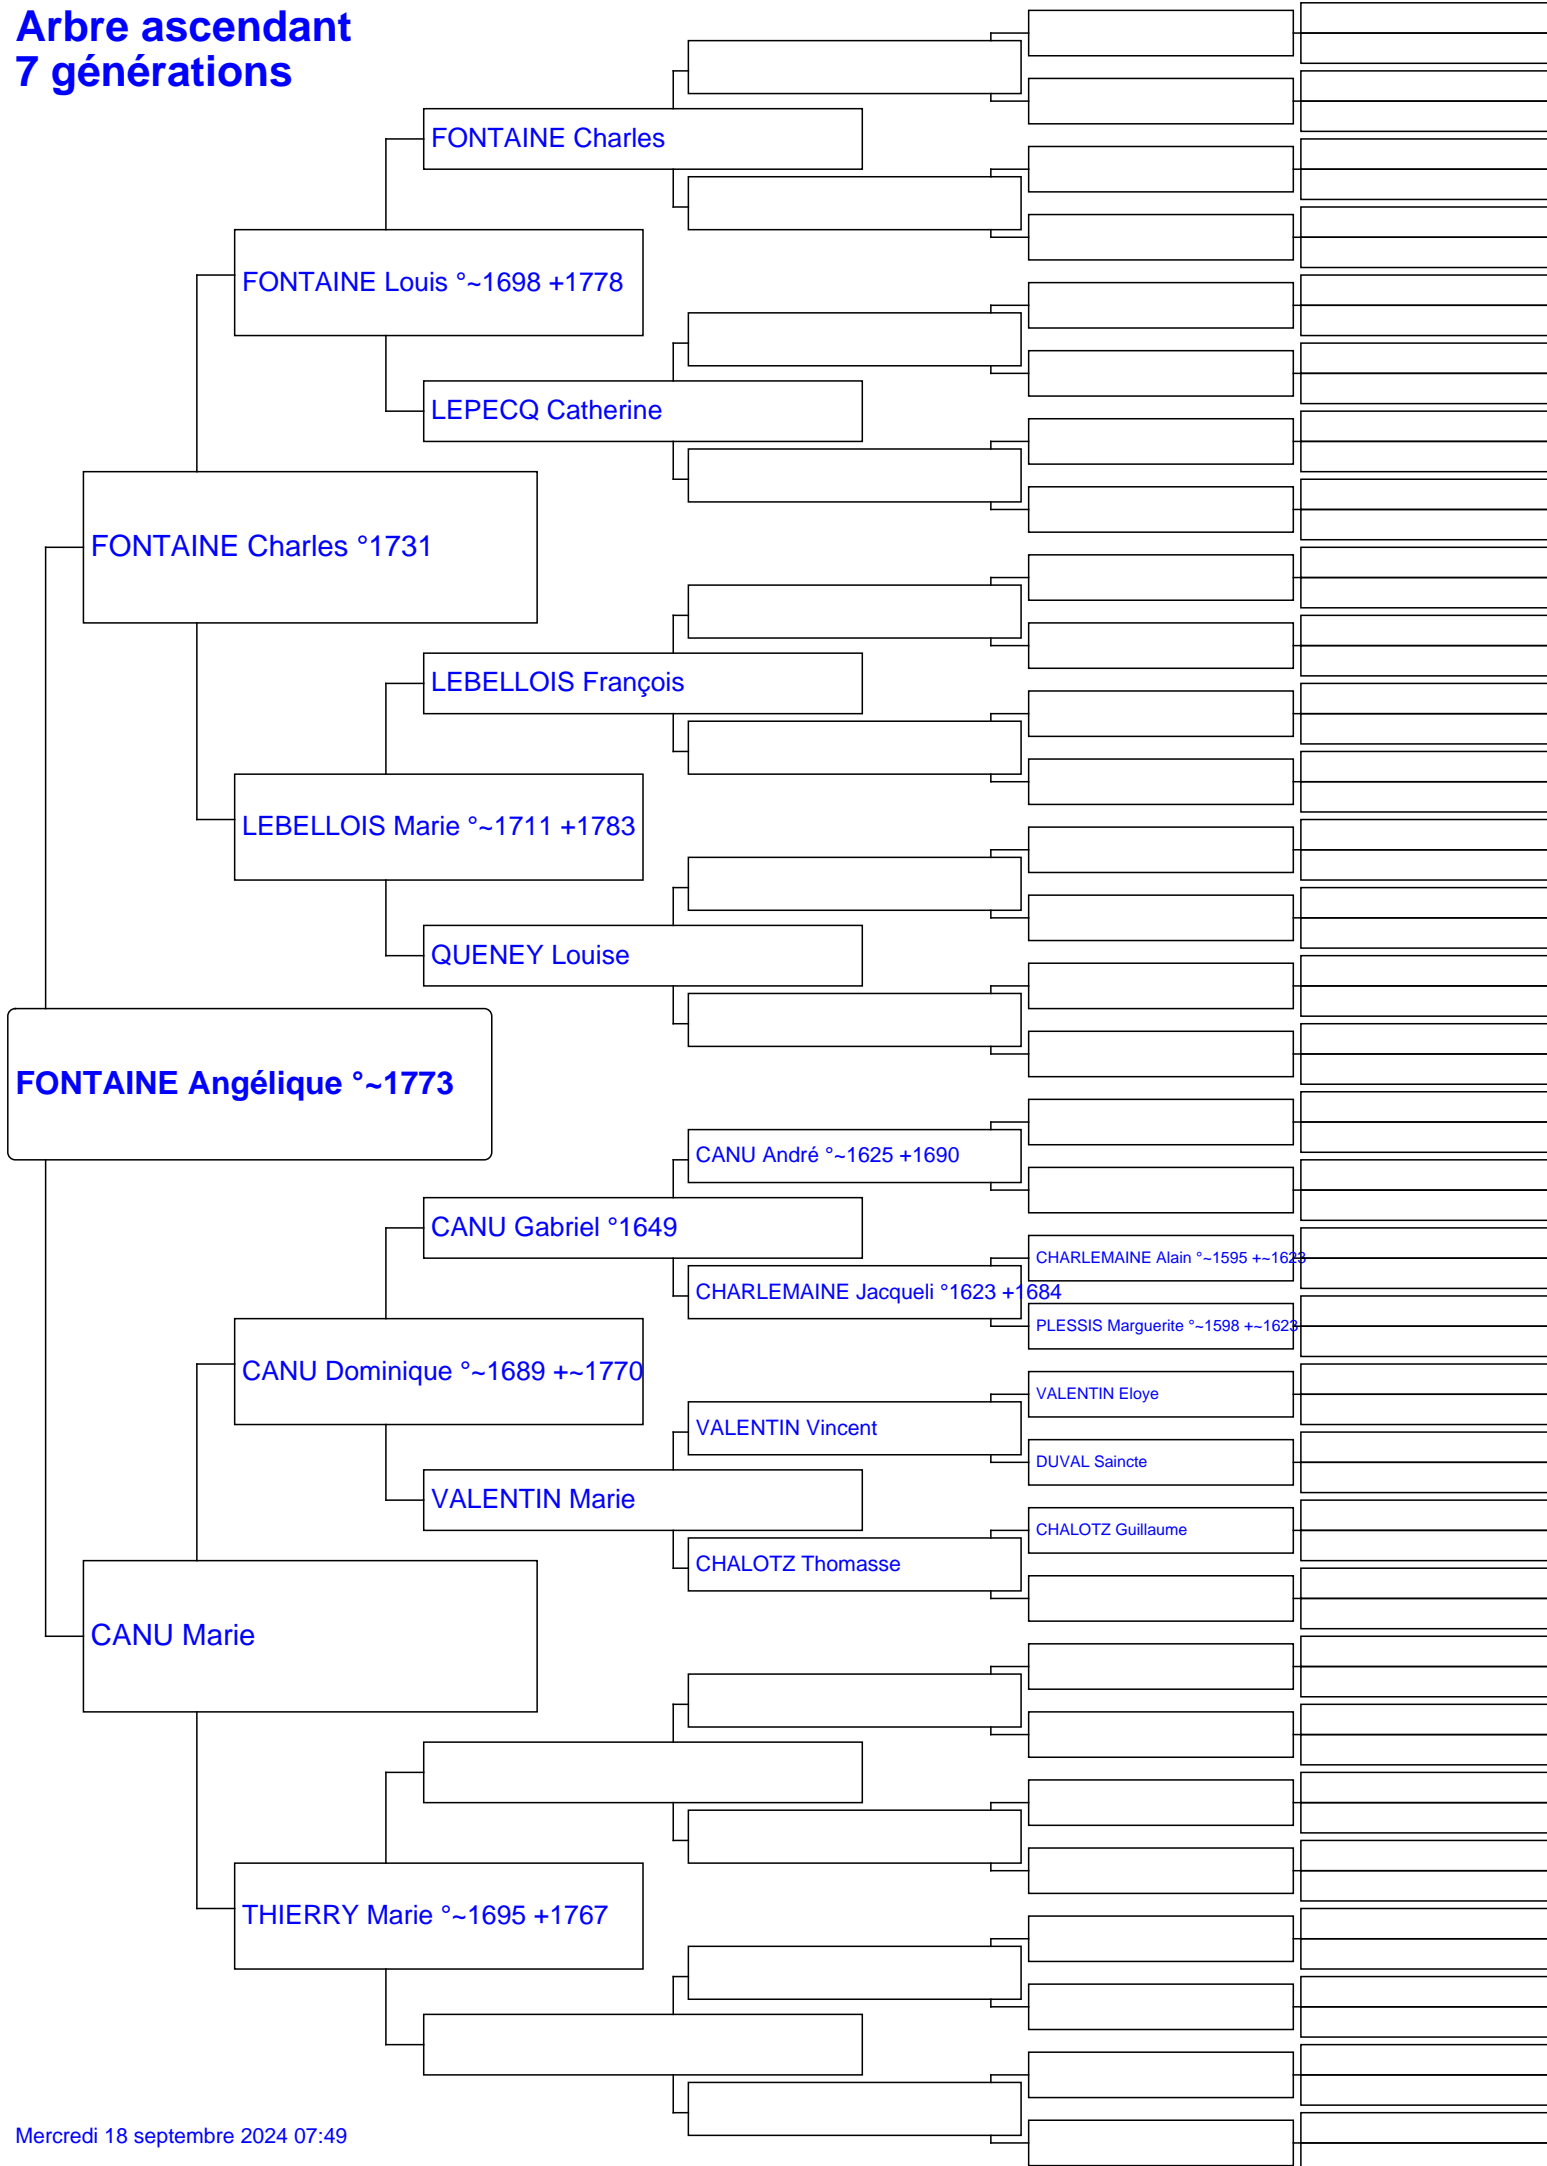 Arbre ascendant
7 générations
FONTAINE Charles
FONTAINE Louis °~1698 +1778
LEPECQ Catherine
FONTAINE Charles °1731
LEBELLOIS François
LEBELLOIS Marie °~1711 +1783
QUENEY Louise
FONTAINE Angélique °~1773
CANU André °~1625 +1690
CANU Gabriel °1649
CHARLEMAINE Alain °~1595 +~1623
CHARLEMAINE Jacqueli °1623 +1684
PLESSIS Marguerite °~1598 +~1623
CANU Dominique °~1689 +~1770
VALENTIN Eloye
VALENTIN Vincent
DUVAL Saincte
VALENTIN Marie
CHALOTZ Guillaume
CHALOTZ Thomasse
CANU Marie
THIERRY Marie °~1695 +1767
Mercredi 18 septembre 2024 07:49